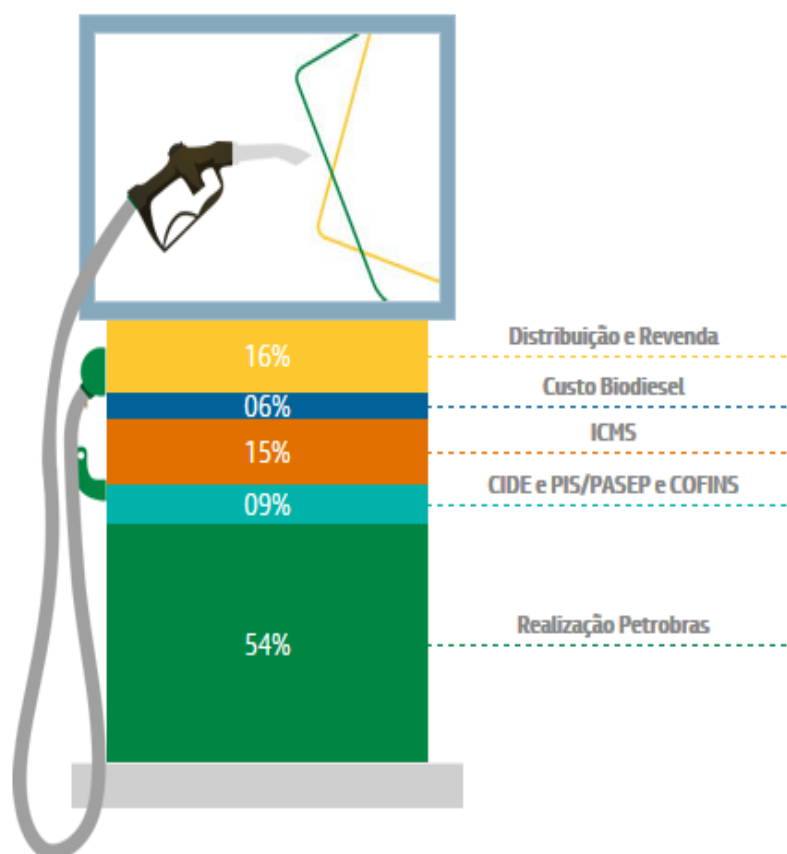 16%
Distribuição e Revenda
06%
Custo Biodiesel
15%
ICMS
09%
CIDE e PIS/PASEP e COFINS
54%
Realização Petrobras